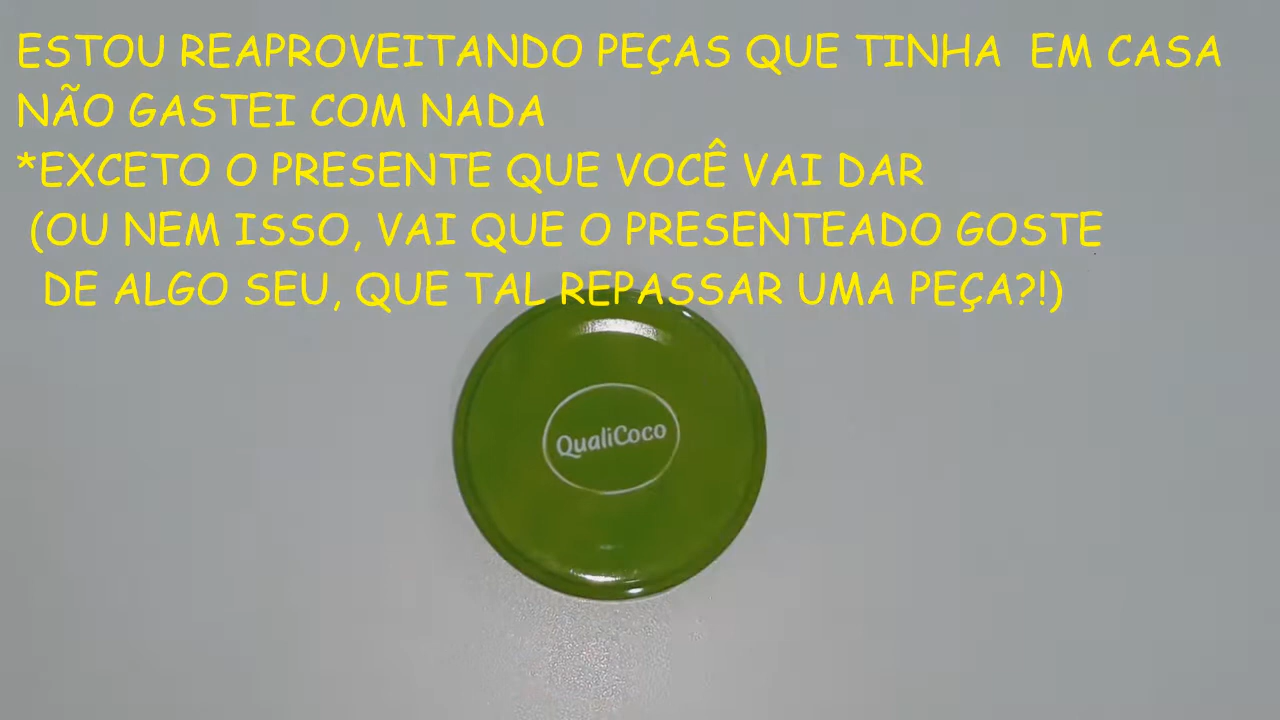 ESTOU REAPROVEITANDO PEÇAS QUE TINHA  EM CASA
NÃO GASTEI COM NADA
*EXCETO O PRESENTE QUE VOCÊ VAI DAR
(OU NEM ISSO, VAI QUE O PRESENTEADO GOSTE
DE ALGO SEU, QUE TAL REPASSAR UMA PEÇA?!)
QualiCoco